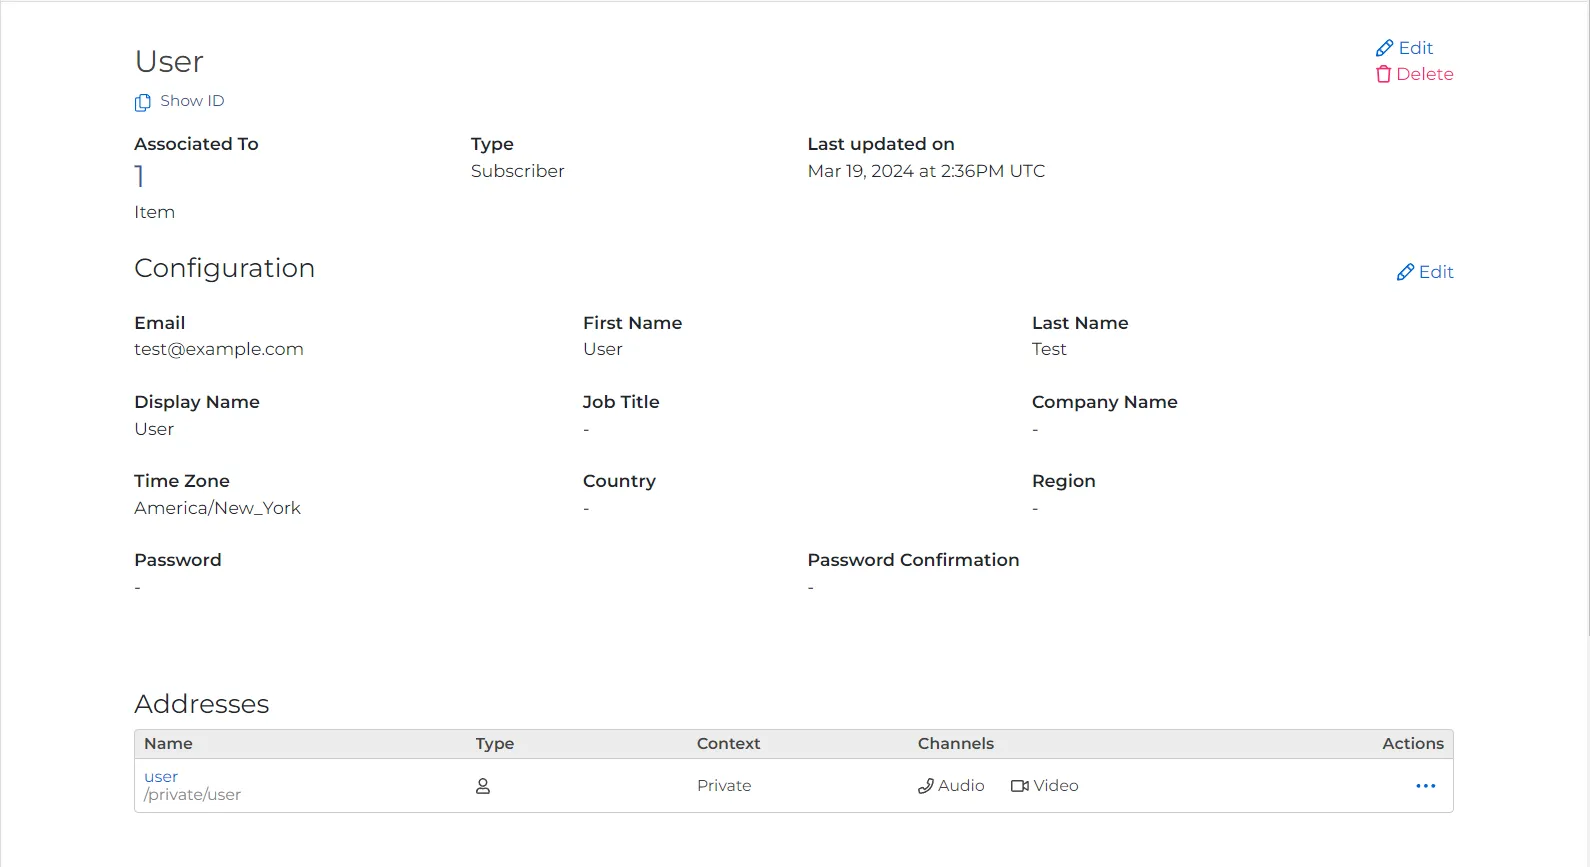 User
Edit
Delete
Show ID
Associated To
Type
Last updated on
1
Subscriber
Mar 19, 2024 at 2:36PM UTC
Item
Configuration
Edit
Email
First Name
Last Name
test@example.com
User
Test
Display Name
Job Title
Company Name
User
-
-
Time Zone
Country
Region
America/New_York
-
-
Password
Password Confirmation
-
-
Addresses
Name Type Context Channels Actions
user
/private/user
Private
Audio
Video